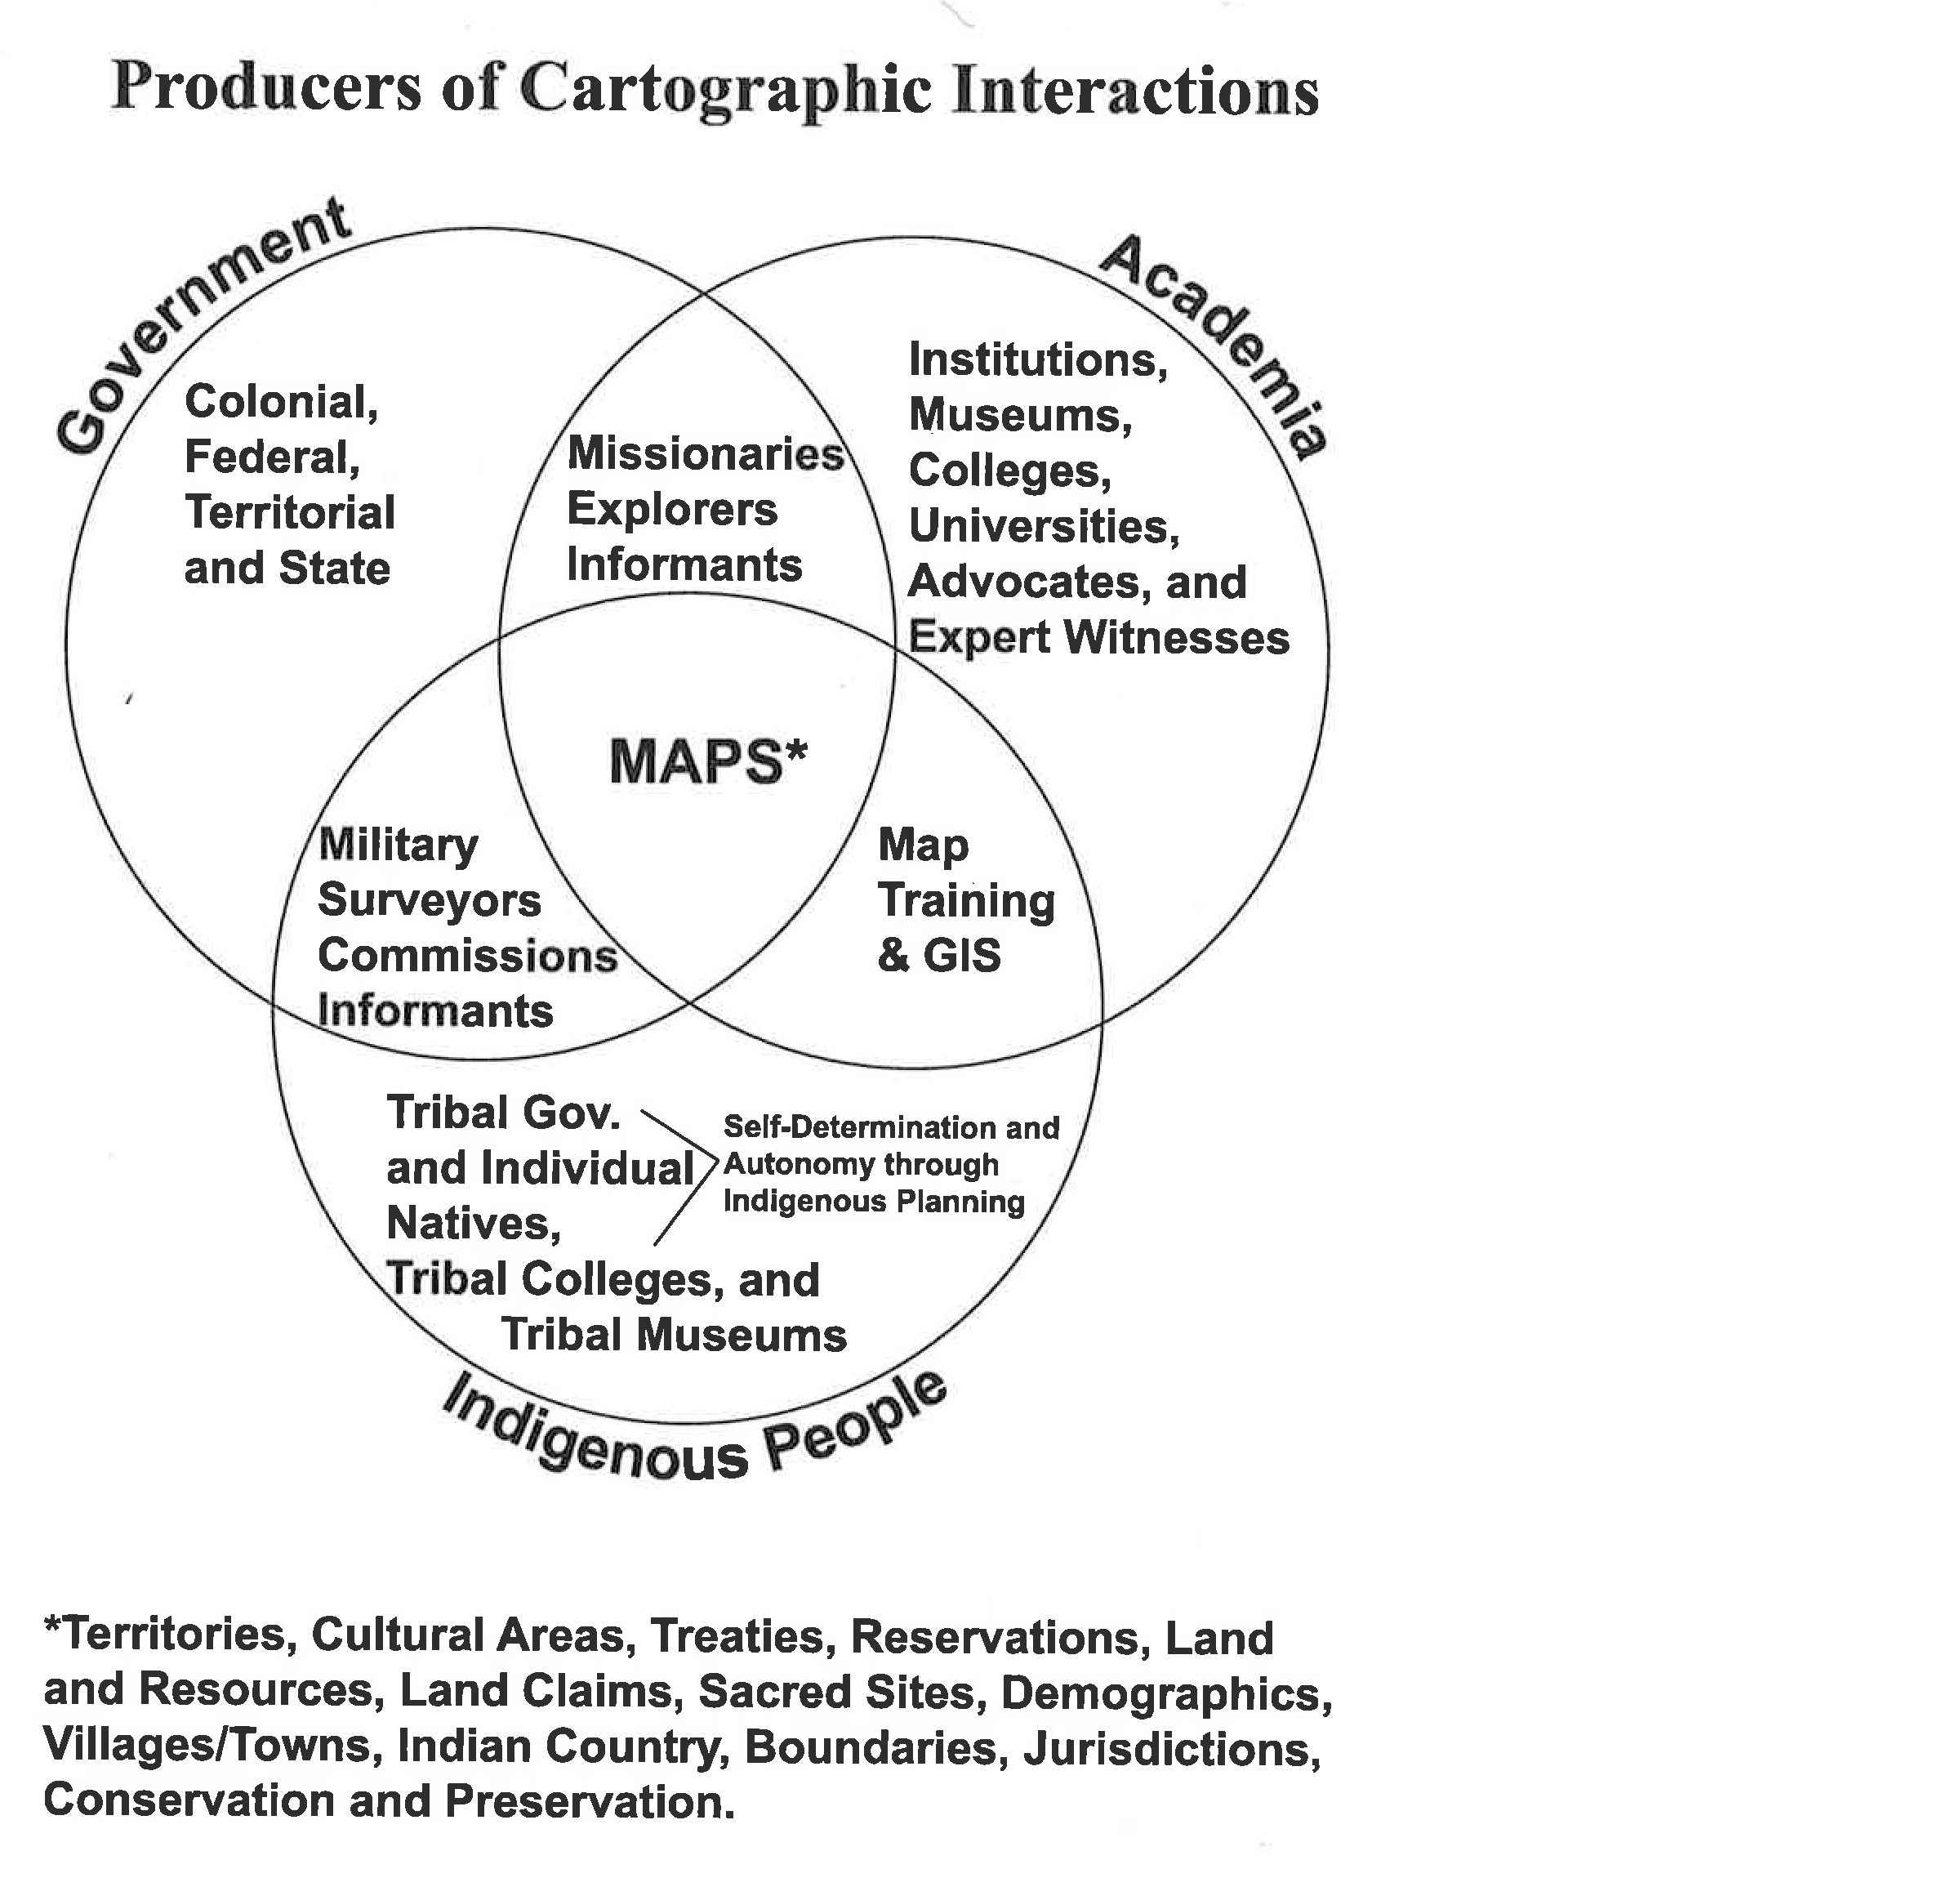 Producers of Cartographic Interactions
Government
Academia
Colonial,
Federal,
Territorial
and State
Missionaries
Explorers
Informants
Institutions,
Museums,
Colleges,
Universities,
Advocates, and
Expert Witnesses
MAPS*
Military
Surveyors
Commissions
Informants
Map
Training
& GIS
Tribal Gov.
and Individual
Natives,
Tribal Colleges, and
Tribal Museums
Self-Determination and
Autonomy through
Indigenous Planning
Indigenous People
*Territories, Cultural Areas, Treaties, Reservations, Land
and Resources, Land Claims, Sacred Sites, Demographics,
Villages/Towns, Indian Country, Boundaries, Jurisdictions,
Conservation and Preservation.